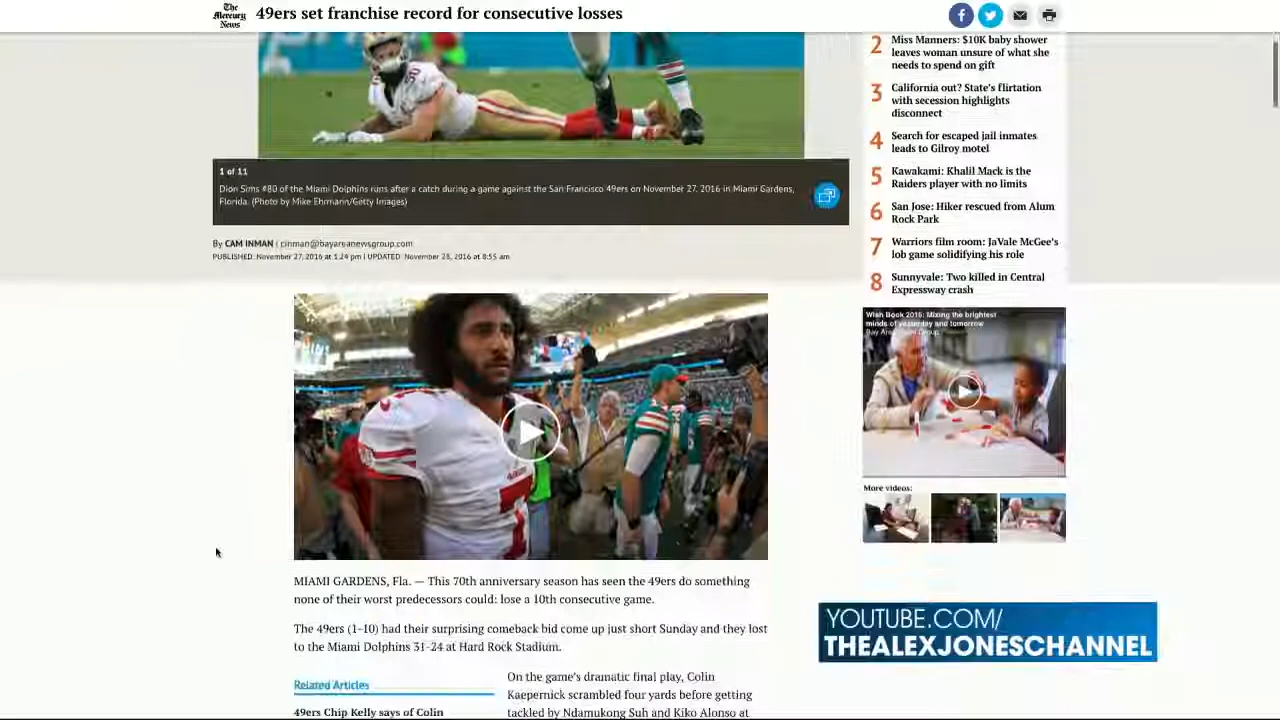 The
Mercury
News
49ers set franchise record for consecutive losses
1 of 11
Dion Sims #80 of the Miami Dolphins runs after a catch during a game against the San Francisco 49ers on November 27, 2016 in Miami Gardens,
Florida. (Photo by Mike Ehrmann/Getty Images)
By CAM INMAN | cinman@bayareanewsgroup.com
PUBLISHED: November 27, 2016 at 1:24 pm | UPDATED: November 28, 2016 at 8:55 am
MIAMI GARDENS, Fla. — This 70th anniversary season has seen the 49ers do something
none of their worst predecessors could: lose a 10th consecutive game.
The 49ers (1-10) had their surprising comeback bid come up just short Sunday and they lost
to the Miami Dolphins 31-24 at Hard Rock Stadium.
Related Articles
49ers Chip Kelly says of Colin
On the game's dramatic final play, Colin
Kaepernick scrambled four yards before getting
tackled by Ndamukong Suh and Kiko Alonso at
2 Miss Manners: $10K baby shower
leaves woman unsure of what she
needs to spend on gift
3 California out? State's flirtation
with secession highlights
disconnect
4 Search for escaped jail inmates
leads to Gilroy motel
5 Kawakami: Khalil Mack is the
Raiders player with no limits
6 San Jose: Hiker rescued from Alum
Rock Park
7 Warriors film room: JaVale McGee's
lob game solidifying his role
8 Sunnyvale: Two killed in Central
Expressway crash
Wish Book 2016: Mixing the brightest
minds of yesterday and tomorrow
More videos:
YOUTUBE.COM/
THEALEXJONESCHANNEL